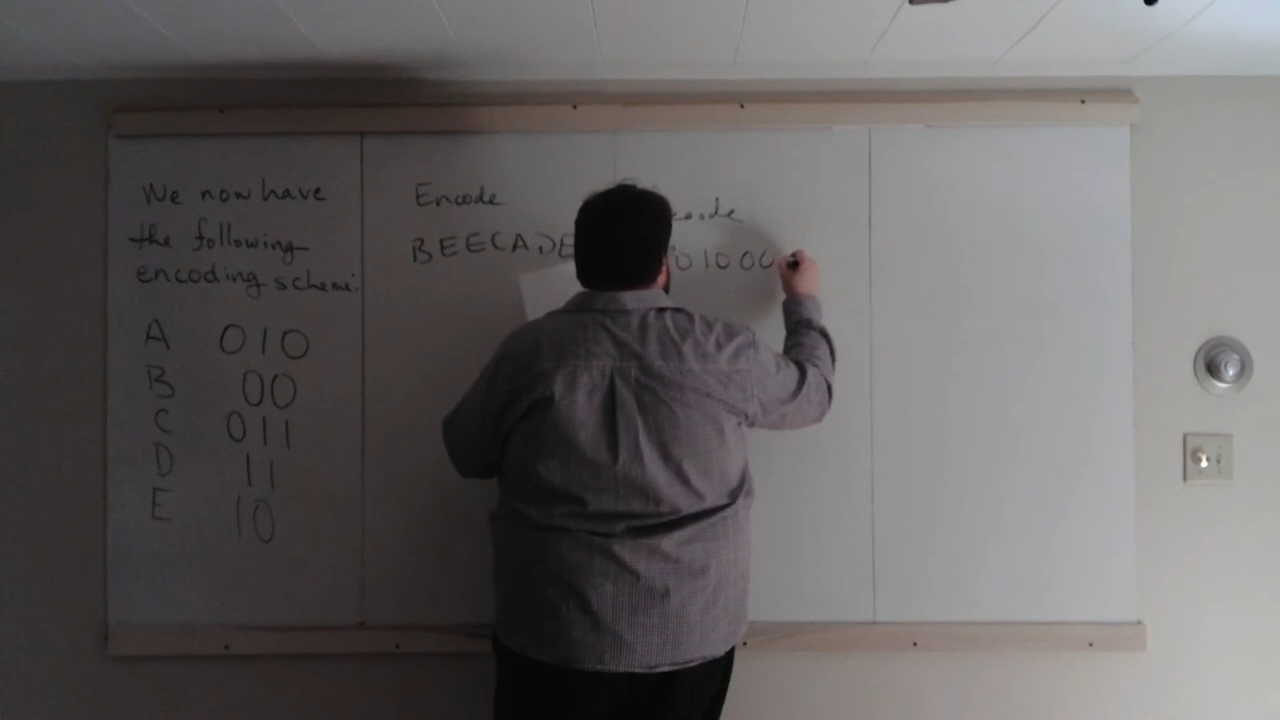 We now have
the following
encoding scheme:
A 010
B 00
C 011
D 11
E 10
Encode
BEECADE